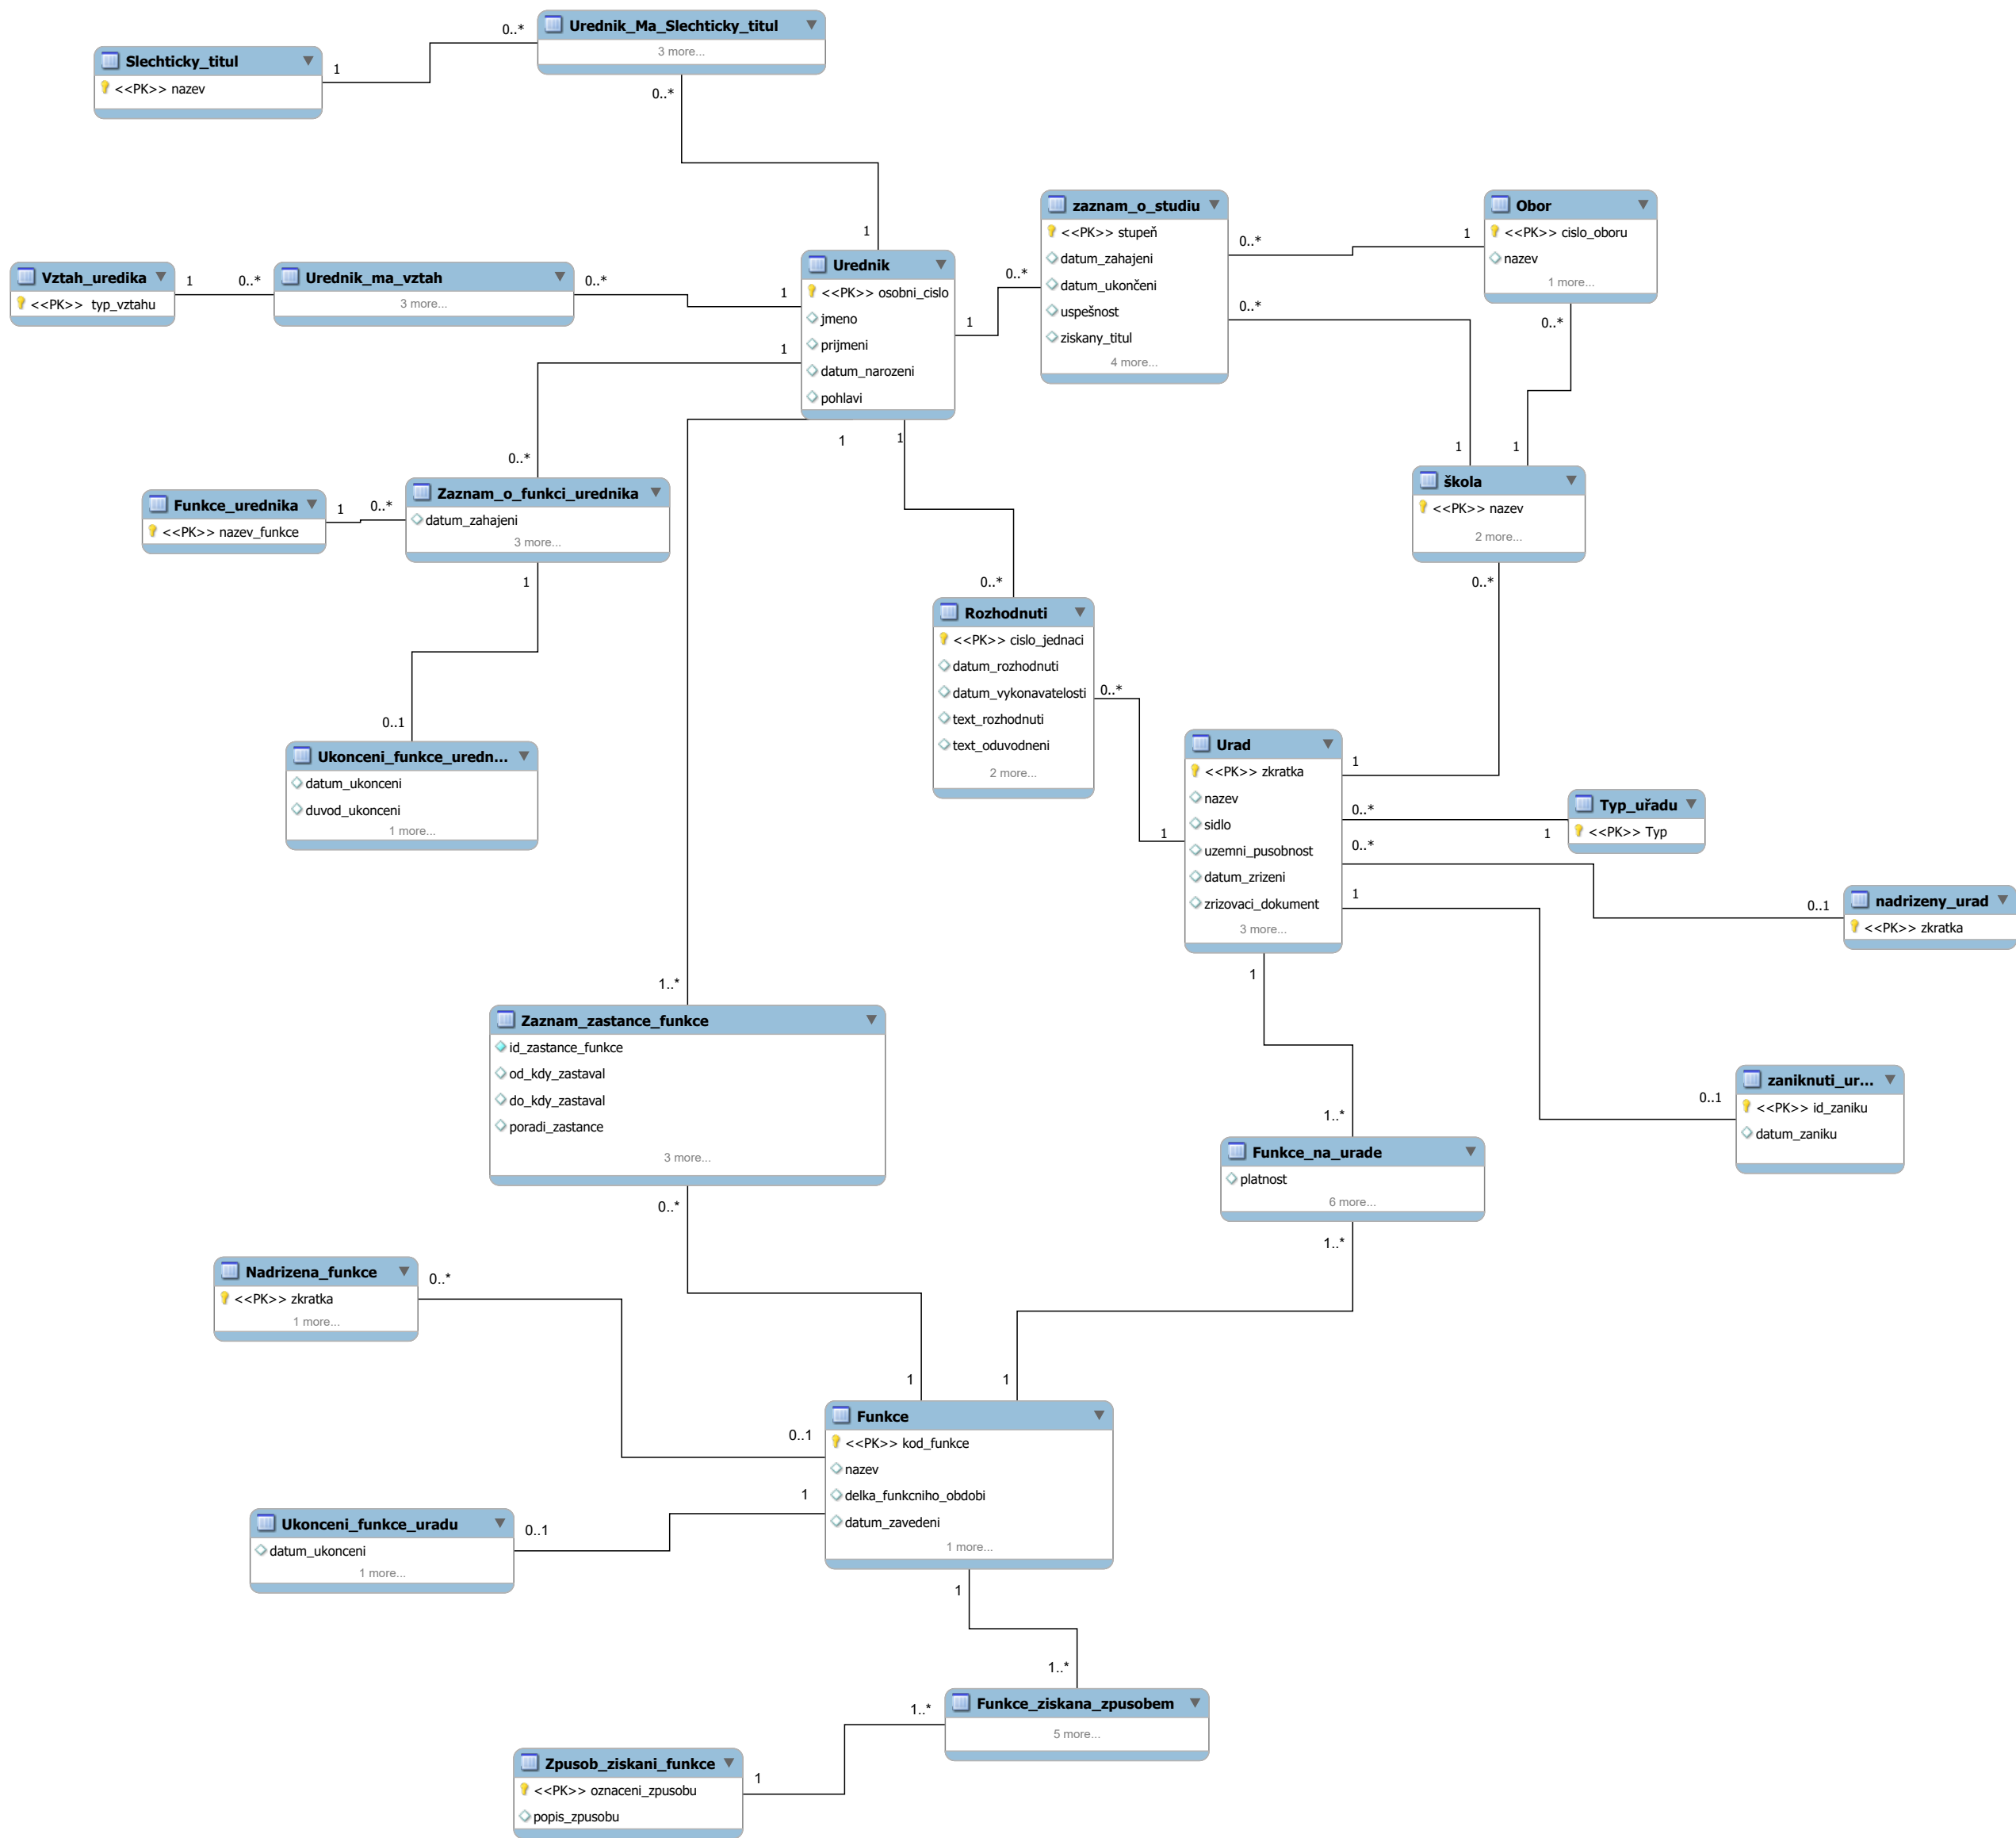 Urednik_Ma_Slechticky_titul
3 more...
0..*
Slechticky_titul
<<PK>> nazev
1
0..*
1
zaznam_o_studiu
<<PK>> stupeň
datum_zahajeni
datum_ukončeni
uspešnost
ziskany_titul
4 more...
0..*
1
Obor
<<PK>> cislo_oboru
nazev
1 more...
0..*
0..*
Vztah_uredika
<<PK>> typ_vztahu
1
0..*
Urednik_ma_vztah
3 more...
0..*
1
Urednik
<<PK>> osobni_cislo
jmeno
prijmeni
datum_narozeni
pohlavi
1
0..*
1
1
1
1
1
škola
<<PK>> nazev
2 more...
0..*
0..*
Funkce_urednika
<<PK>> nazev_funkce
1
0..*
Zaznam_o_funkci_urednika
datum_zahajeni
3 more...
1
0..*
Rozhodnuti
<<PK>> cislo_jednaci
datum_rozhodnuti
datum_vykonavatelosti
text_rozhodnuti
text_oduvodneni
2 more...
0..*
1
0..1
Ukonceni_funkce_uredn...
datum_ukonceni
duvod_ukonceni
1 more...
Urad
<<PK>> zkratka
nazev
sidlo
uzemni_pusobnost
datum_zrizeni
zrizovaci_dokument
3 more...
1
0..*
1
0..*
1
Typ_uřadu
<<PK>> Typ
0..1
nadrizeny_urad
<<PK>> zkratka
1
1..*
Zaznam_zastance_funkce
id_zastance_funkce
od_kdy_zastaval
do_kdy_zastaval
poradi_zastance
3 more...
0..*
0..1
zaniknuti_ur...
<<PK>> id_zaniku
datum_zaniku
1..*
Funkce_na_urade
platnost
6 more...
1..*
Nadrizena_funkce
<<PK>> zkratka
1 more...
0..*
1
1
0..1
Funkce
<<PK>> kod_funkce
nazev
delka_funkcniho_obdobi
datum_zavedeni
1 more...
1
Ukonceni_funkce_uradu
datum_ukonceni
1 more...
0..1
1
1..*
Funkce_ziskana_zpusobem
5 more...
1..*
Zpusob_ziskani_funkce
<<PK>> oznaceni_zpusobu
popis_zpusobu
1